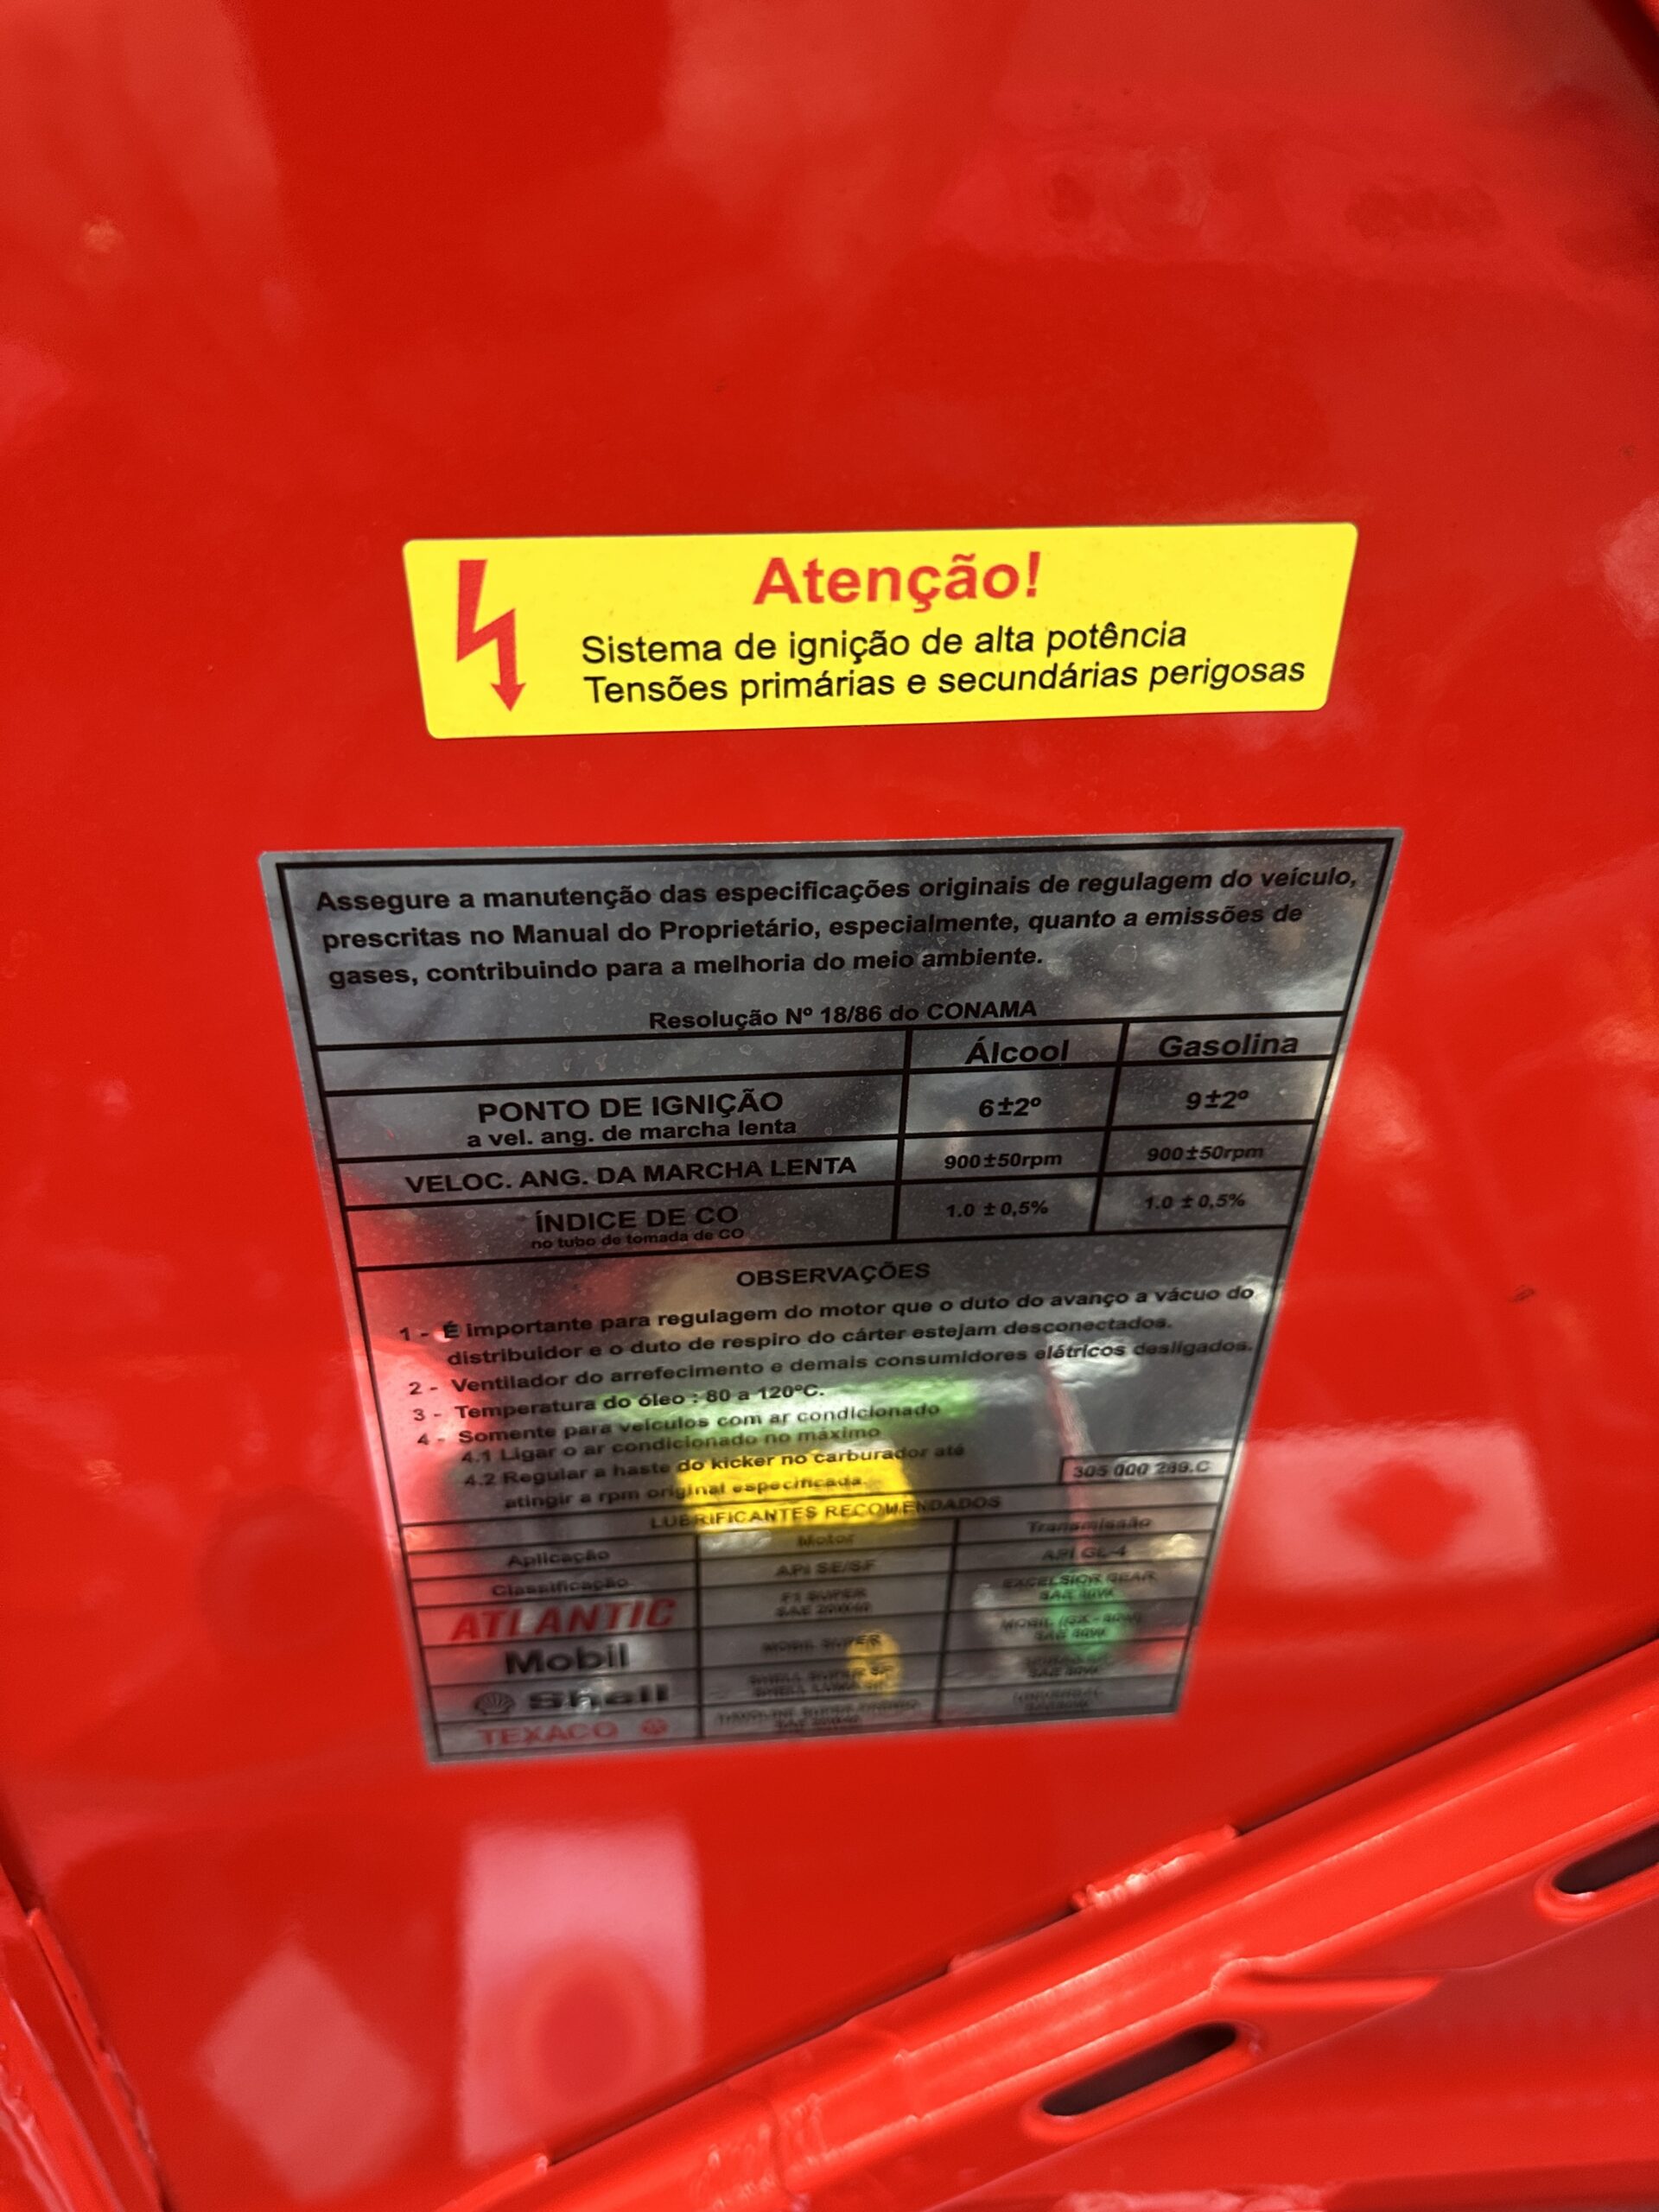 Atenção!
Sistema de ignição de alta potência
Tensões primárias e secundárias perigosas
Assegure a manutenção das especificações originais de regulagem do veículo,
prescritas no Manual do Proprietário, especialmente, quanto a emissões de
gases, contribuindo para a melhoria do meio ambiente.
Resolução Nº 18/86 do CONAMA
Álcool Gasolina
PONTO DE IGNIÇÃO 6±2º 9±2º
a vel. ang. de marcha lenta
VELOC. ANG. DA MARCHA LENTA 900±50rpm 900±50rpm
ÍNDICE DE CO 1.0 ± 0,5% 1.0 ± 0,5%
no tubo de tomada de CO
OBSERVAÇÕES
1 - É importante para regulagem do motor que o duto do avanço a vácuo do
distribuidor e o duto de respiro do cárter estejam desconectados.
2 - Ventilador do arrefecimento e demais consumidores elétricos desligados.
3 - Temperatura do óleo : 80 a 120ºC.
4 - Somente para veículos com ar condicionado
4.1 Ligar o ar condicionado no máximo
4.2 Regular a haste do kicker no carburador até
atingir a rpm original especificada.
305 000 289.C
LUBRIFICANTES RECOMENDADOS
Aplicação Motor Transmissão
Classificação API SE/SF API GL-4
ATLANTIC F1 SUPER EXCELSIOR GEAR
Mobil MOBIL SUPER
Shell
TEXACO